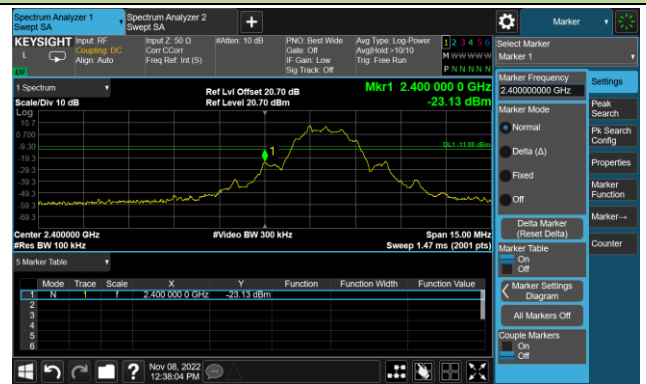 Spectrum Analyzer 1
Swept SA
Spectrum Analyzer 2
Swept SA
+
Marker
KEYSIGHT
L
Input: RF
Coupling: DC
Align: Auto
Input Z: 50 Ω
Corr CCorr
Freq Ref: Int (S)
#Atten: 10 dB
PNO: Best Wide
Gate: Off
IF Gain: Low
Sig Track: Off
Avg Type: Log-Power
Avg|Hold:>10/10
Trig: Free Run
1 2 3 4 5 6
M W W W W W
P N N N N N
Select Marker
Marker 1
1 Spectrum
Scale/Div 10 dB
Ref Lvl Offset 20.70 dB
Ref Level 20.70 dBm
Mkr1 2.400 000 0 GHz
-23.13 dBm
Log
10.7
0.700
-9.30
-19.3
-29.3
-39.3
-49.3
-59.3
-69.3
1
DL1 -11.88 dBm
Center 2.400000 GHz
#Res BW 100 kHz
#Video BW 300 kHz
Span 15.00 MHz
Sweep 1.47 ms (2001 pts)
5 Marker Table
Mode Trace Scale X Y Function Function Width Function Value
1 N 1 f 2.400 000 0 GHz -23.13 dBm
2
3
4
5
6
Marker Frequency
2.400000000 GHz
Marker Mode
Normal
Delta (Δ)
Fixed
Off
Delta Marker
(Reset Delta)
Marker Table
On
Off
Marker Settings
Diagram
All Markers Off
Couple Markers
On
Off
Settings
Peak
Search
Pk Search
Config
Properties
Marker
Function
Marker→
Counter
?
Nov 08, 2022
12:38:04 PM